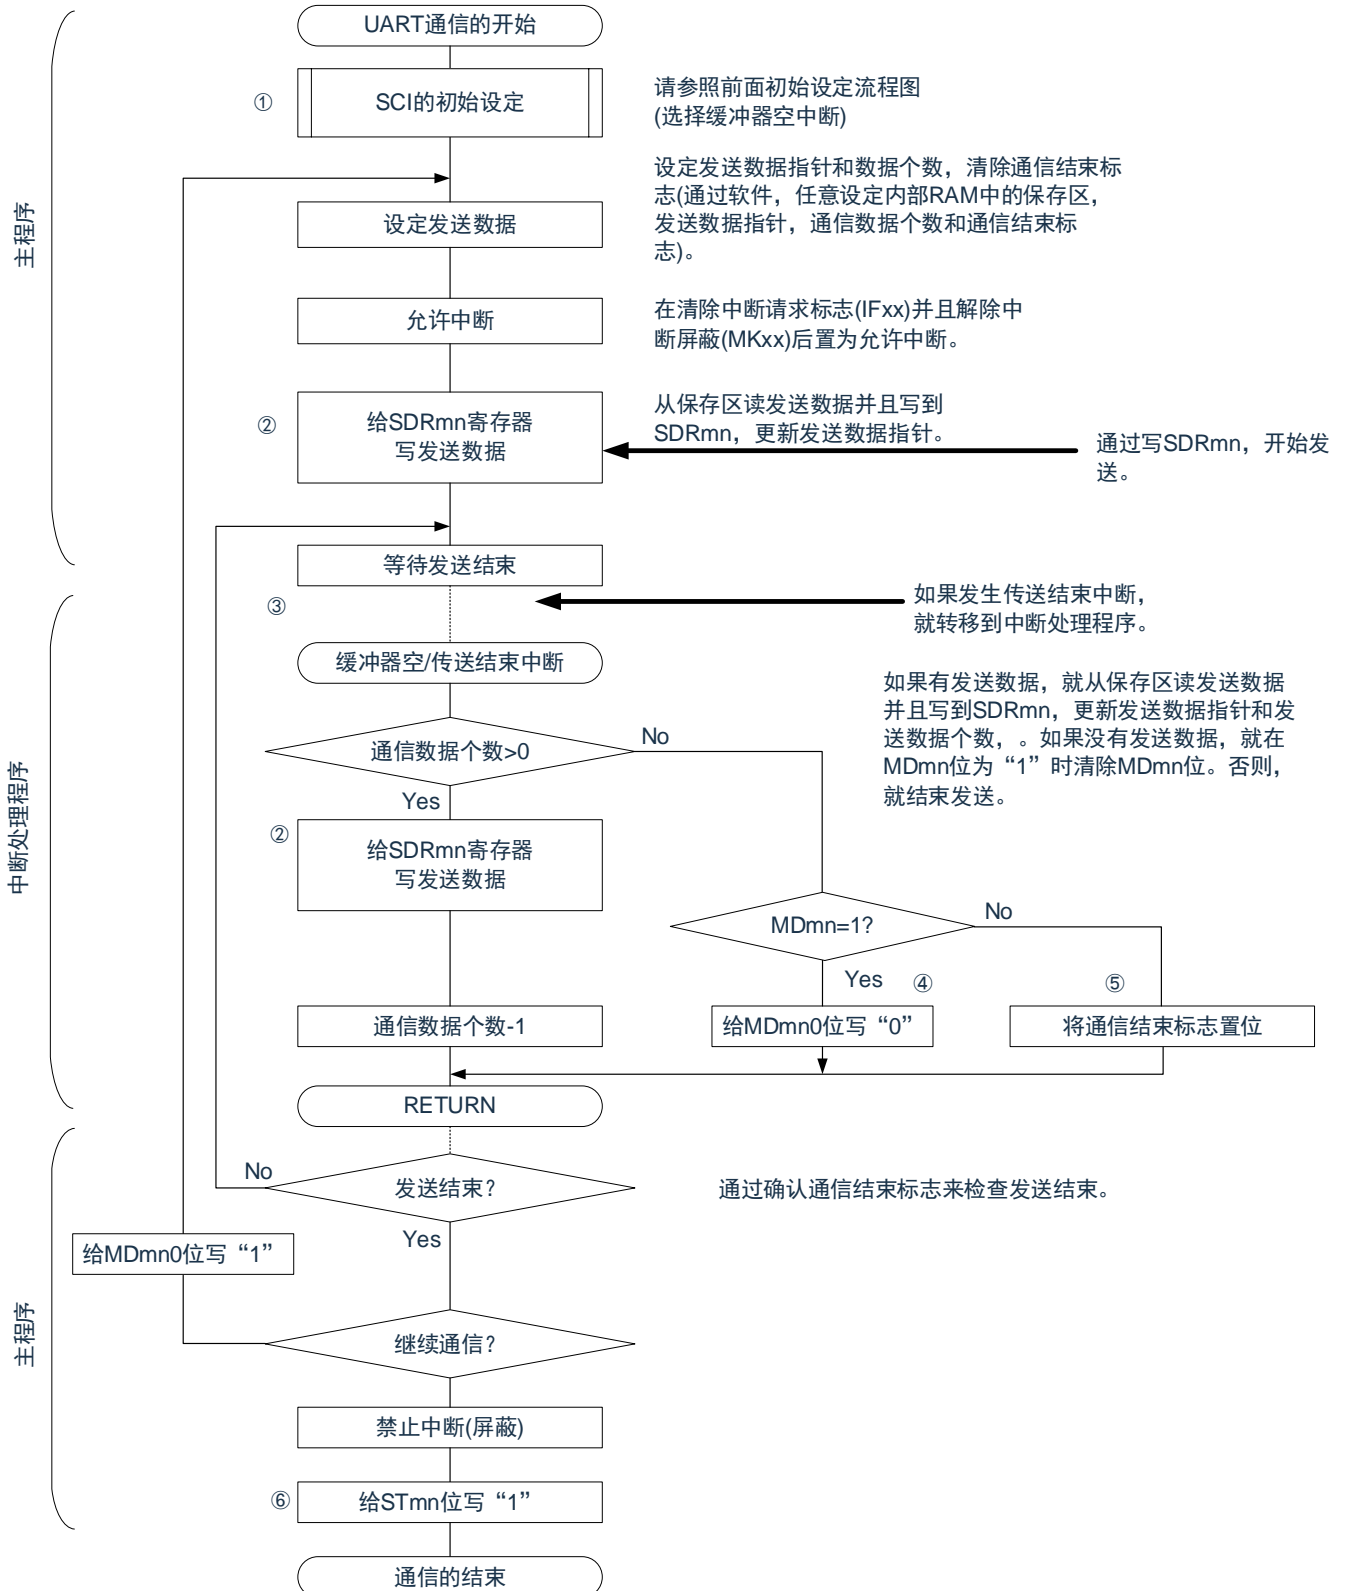 UART通信的开始
①
SCI的初始设定
请参照前面初始设定流程图
(选择缓冲器空中断)
主程序
设定发送数据
设定发送数据指针和数据个数，清除通信结束标
志(通过软件，任意设定内部RAM中的保存区，
发送数据指针，通信数据个数和通信结束标
志)。
允许中断
在清除中断请求标志(IFxx)并且解除中
断屏蔽(MKxx)后置为允许中断。
②
给SDRmn寄存器
写发送数据
从保存区读发送数据并且写到
SDRmn，更新发送数据指针。
通过写SDRmn，开始发
送。
等待发送结束
③
如果发生传送结束中断，
就转移到中断处理程序。
中断处理程序
缓冲器空/传送结束中断
如果有发送数据，就从保存区读发送数据
并且写到SDRmn，更新发送数据指针和发
送数据个数，。如果没有发送数据，就在
MDmn位为“1”时清除MDmn位。否则，
就结束发送。
通信数据个数>0
No
Yes
②
给SDRmn寄存器
写发送数据
MDmn=1?
No
Yes
④
⑤
通信数据个数-1
给MDmn0位写“0”
将通信结束标志置位
RETURN
No
发送结束?
通过确认通信结束标志来检查发送结束。
Yes
给MDmn0位写“1”
主程序
继续通信?
禁止中断(屏蔽)
⑥
给STmn位写“1”
通信的结束